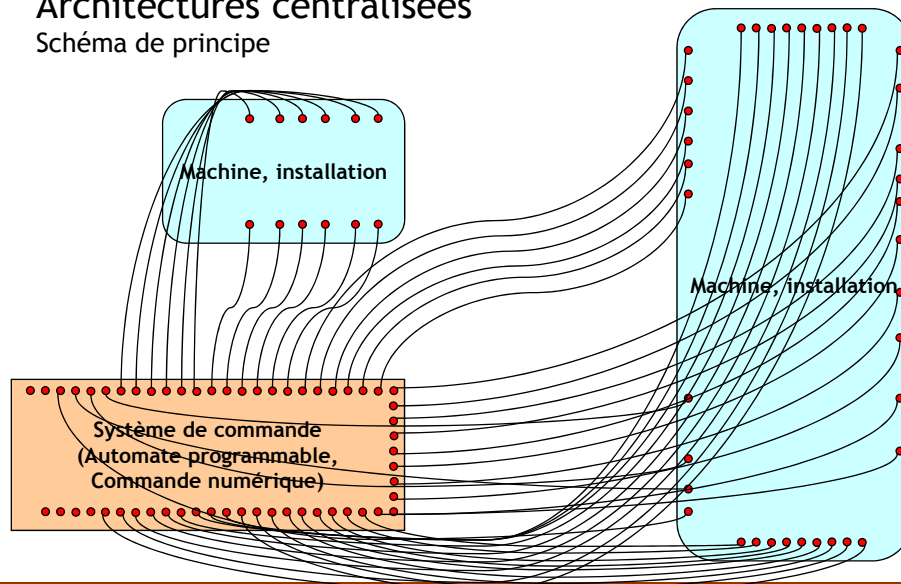 Architectures centralisées
Schéma de principe
Machine, installation
Machine, installation
Système de commande
(Automate programmable,
Commande numérique)